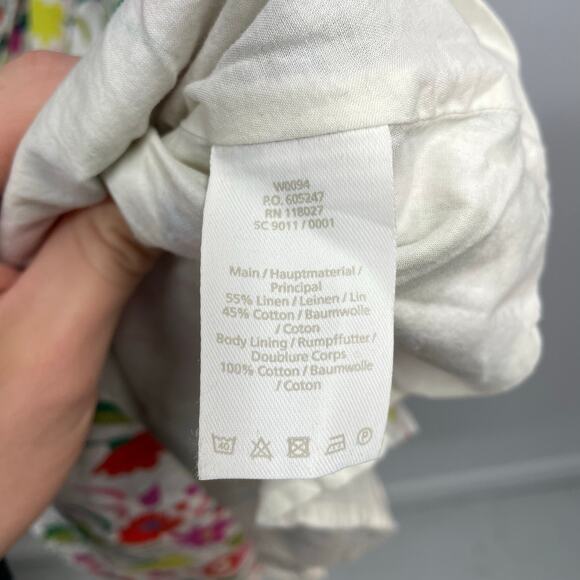 W0094
P.O. 605247
RN 118027
SC 9011 / 0001
Main / Hauptmaterial /
Principal
55% Linen / Leinen / Lin
45% Cotton / Baumwolle
/ Coton
Body Lining / Rumpffutter /
Doublure Corps
100% Cotton / Baumwolle
/ Coton
40 P